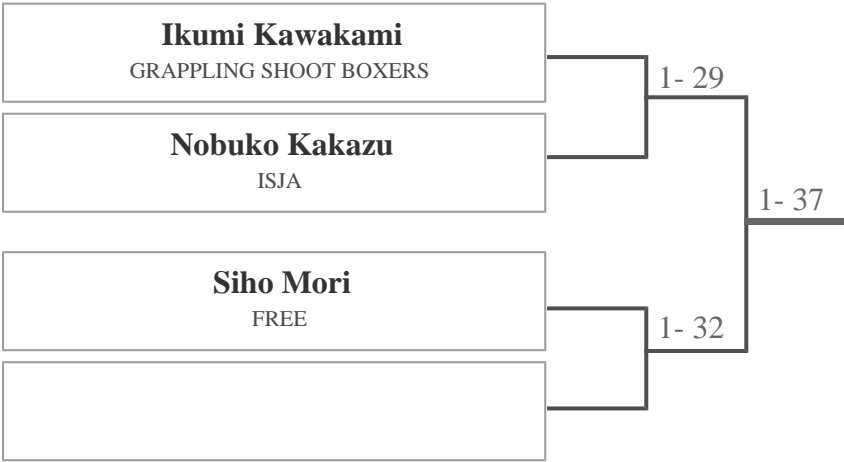 Ikumi Kawakami
GRAPPLING SHOOT BOXERS
1- 29
Nobuko Kakazu
ISJA
1- 37
Siho Mori
FREE
1- 32